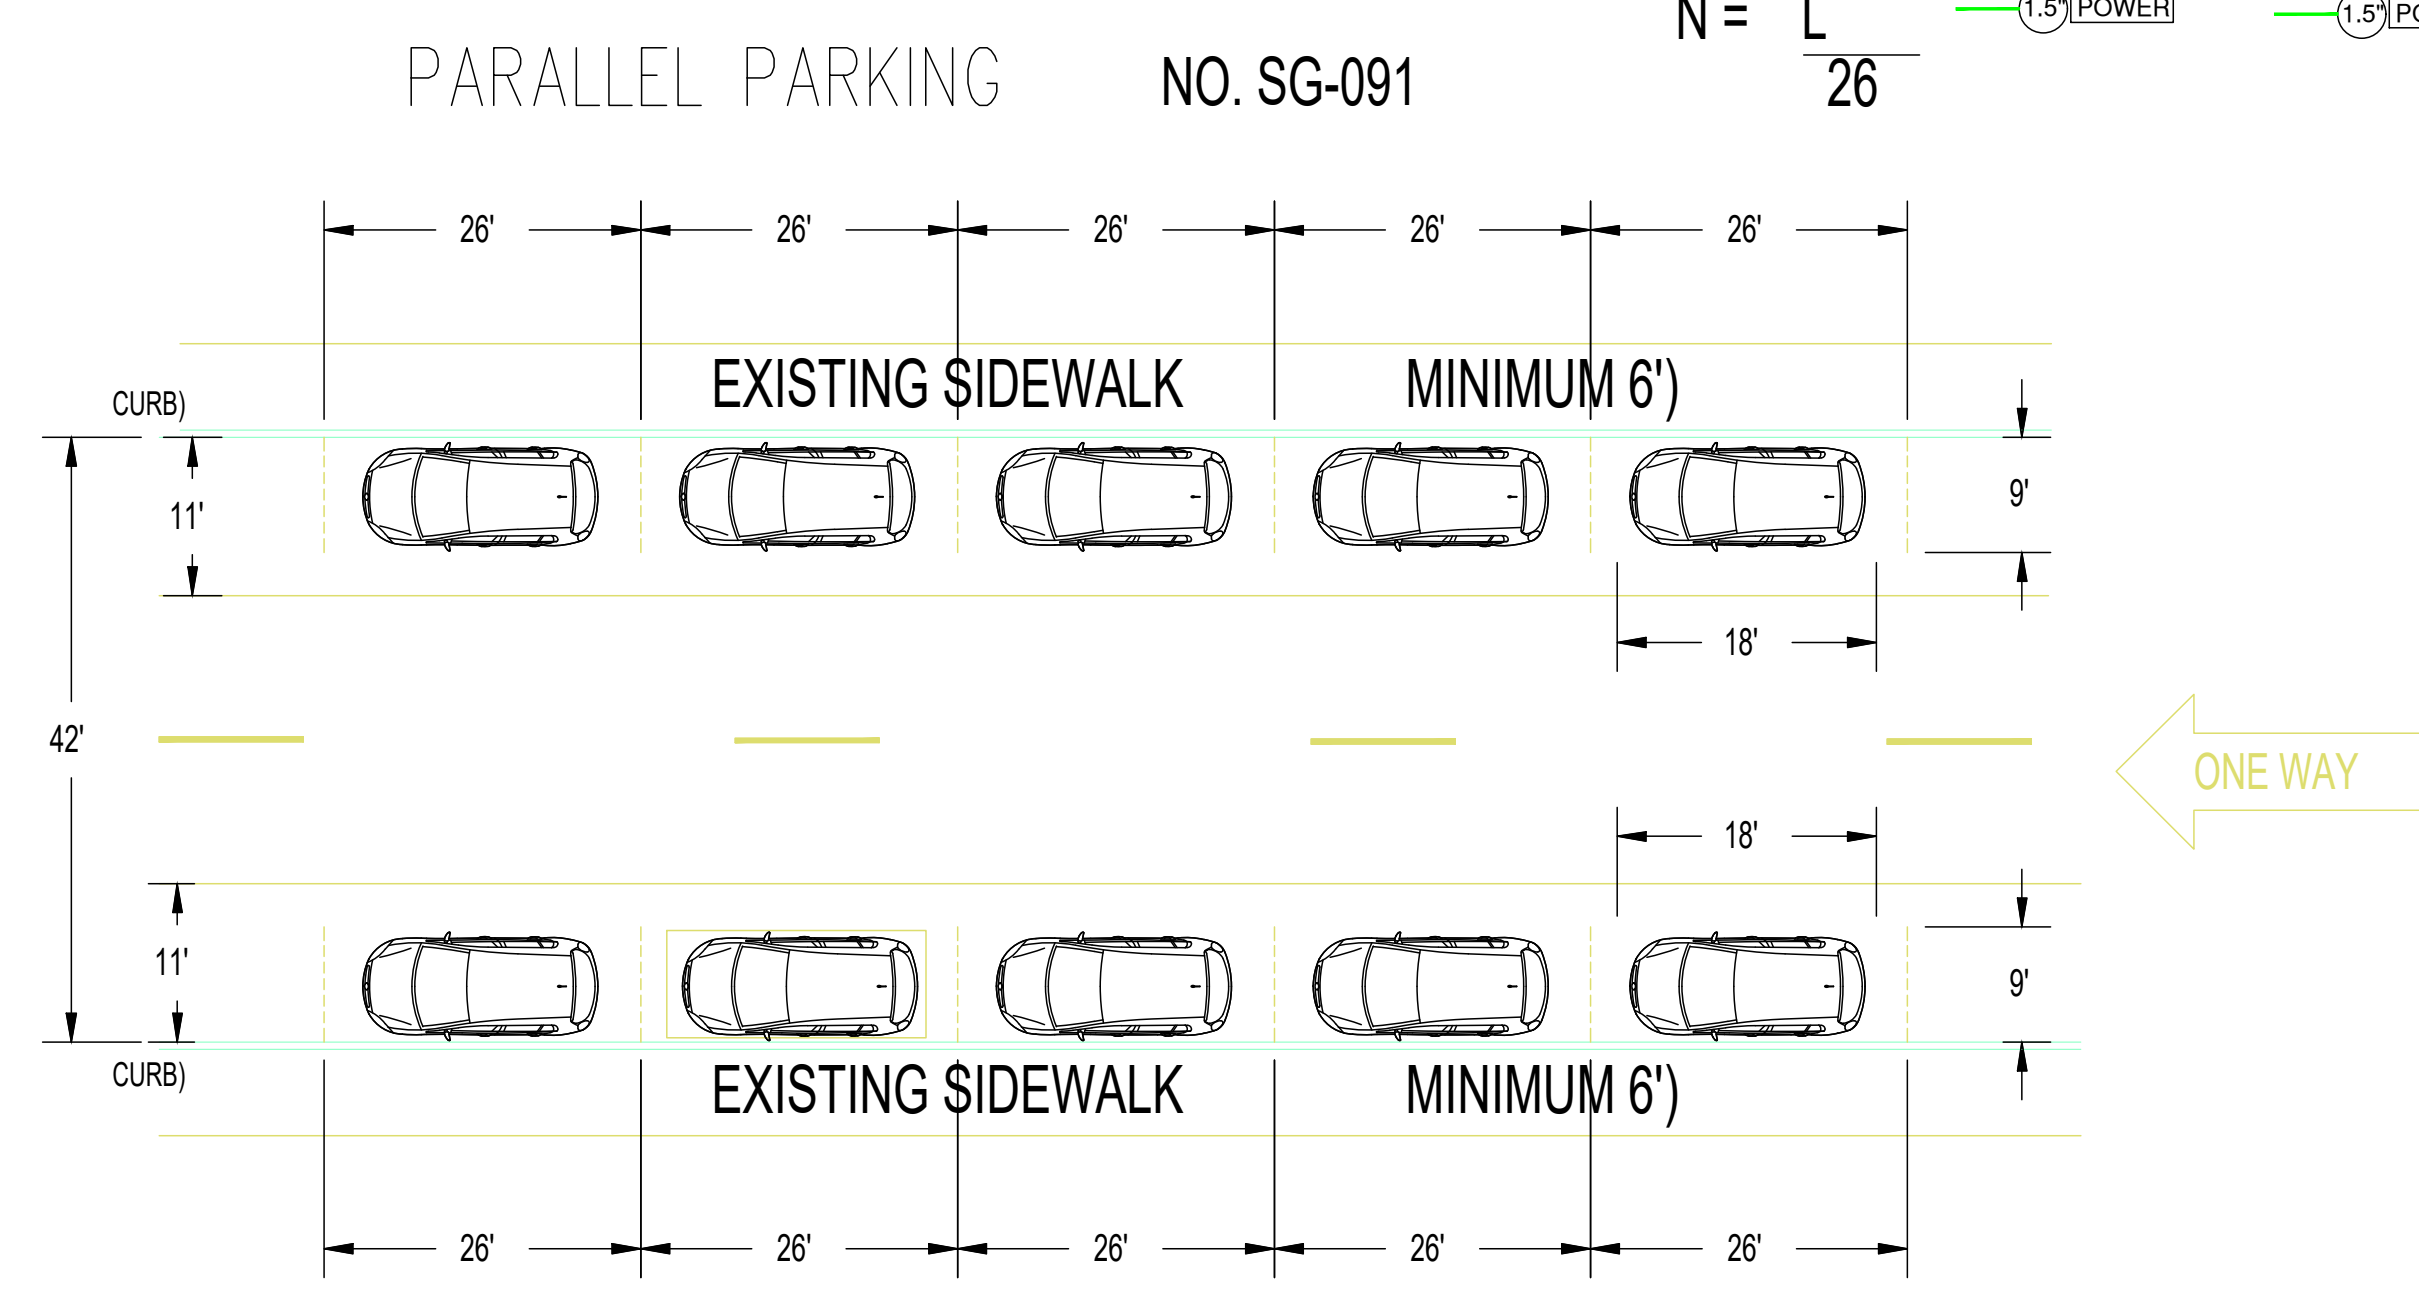 N = L
26
1.5" POWER
1.5"
PARALLEL PARKING
NO. SG-091
26' 26' 26' 26' 26'
EXISTING SIDEWALK MINIMUM 6')
CURB)
11'
9'
18'
42'
ONE WAY
18'
11'
9'
CURB)
EXISTING SIDEWALK MINIMUM 6')
26' 26' 26' 26' 26'